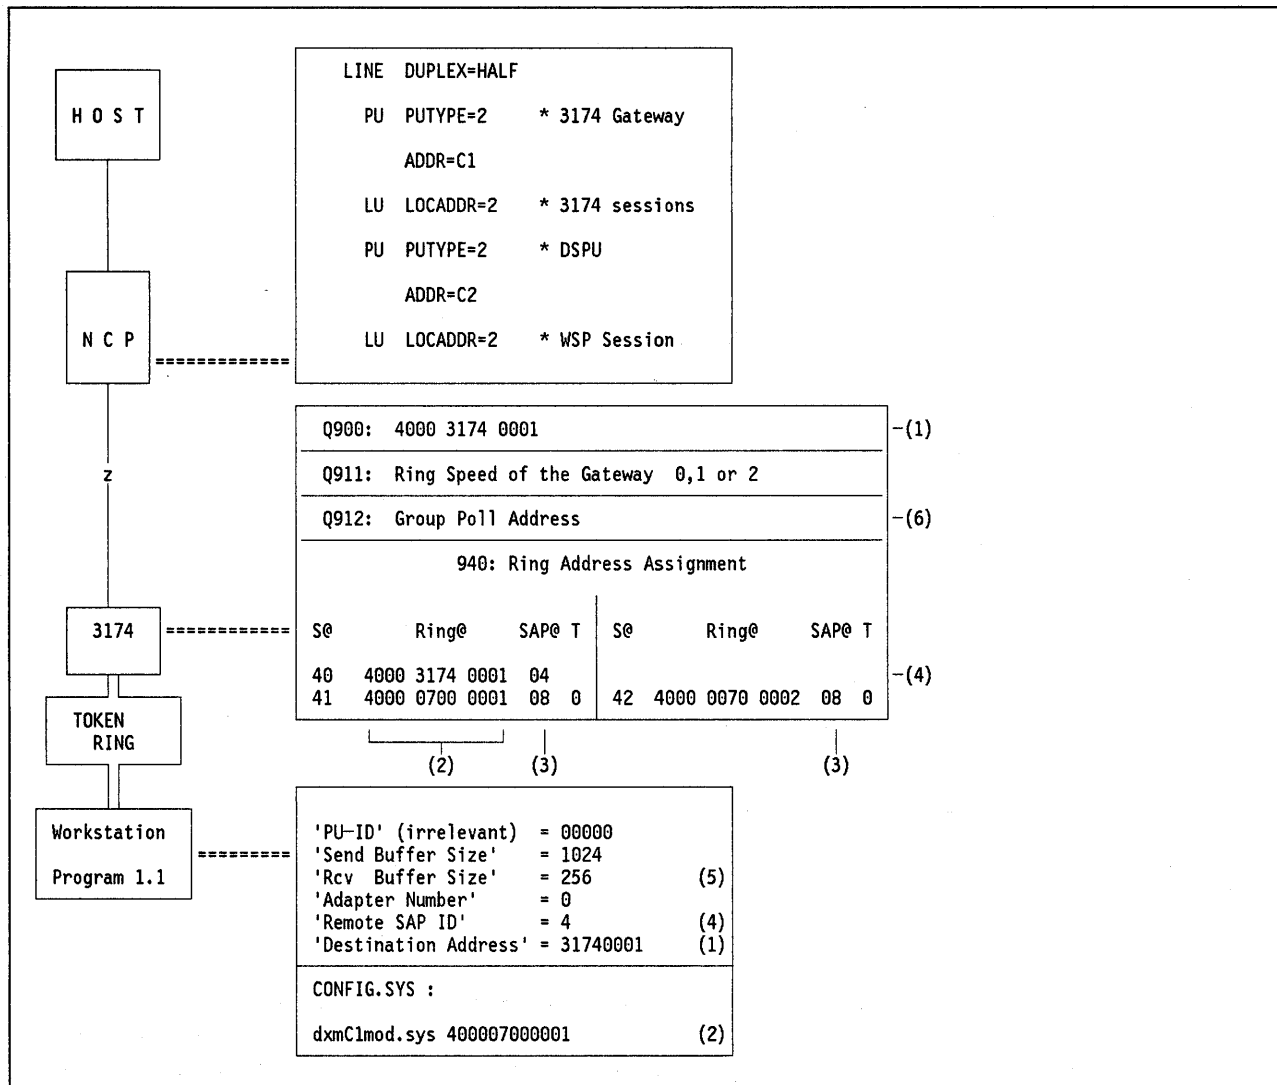 LINE DUPLEX=HALF
H O S T
PU PUTYPE=2 * 3174 Gateway
ADDR=C1
LU LOCADDR=2 * 3174 sessions
PU PUTYPE=2 * DSPU
ADDR=C2
N C P
LU LOCADDR=2 * WSP Session
=============
Q900: 4000 3174 0001 -(1)
Q911: Ring Speed of the Gateway 0,1 or 2
z
Q912: Group Poll Address -(6)
940: Ring Address Assignment
3174 ============
S@ Ring@ SAP@ T S@ Ring@ SAP@ T
40 4000 3174 0001 04 -(4)
41 4000 0700 0001 08 0 42 4000 0070 0002 08 0
TOKEN
RING
(2) (3) (3)
Workstation
Program 1.1
=========
'PU-ID' (irrelevant) = 00000
'Send Buffer Size' = 1024
'Rcv Buffer Size' = 256 (5)
'Adapter Number' = 0
'Remote SAP ID' = 4 (4)
'Destination Address' = 31740001 (1)
CONFIG.SYS :
dxmC1mod.sys 400007000001 (2)